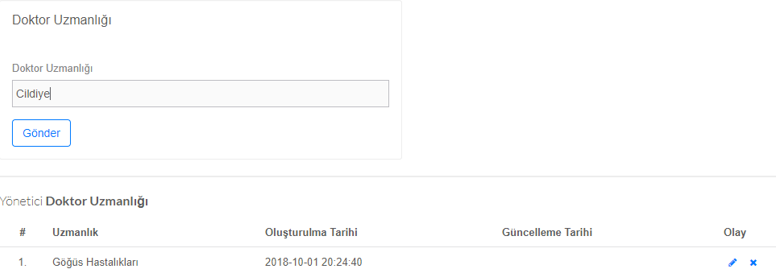 Doktor Uzmanlığı
Doktor Uzmanlığı
Cildiye
Gönder
Yönetici Doktor Uzmanlığı
# Uzmanlık Oluşturulma Tarihi Güncelleme Tarihi Olay
1. Göğüs Hastalıkları 2018-10-01 20:24:40